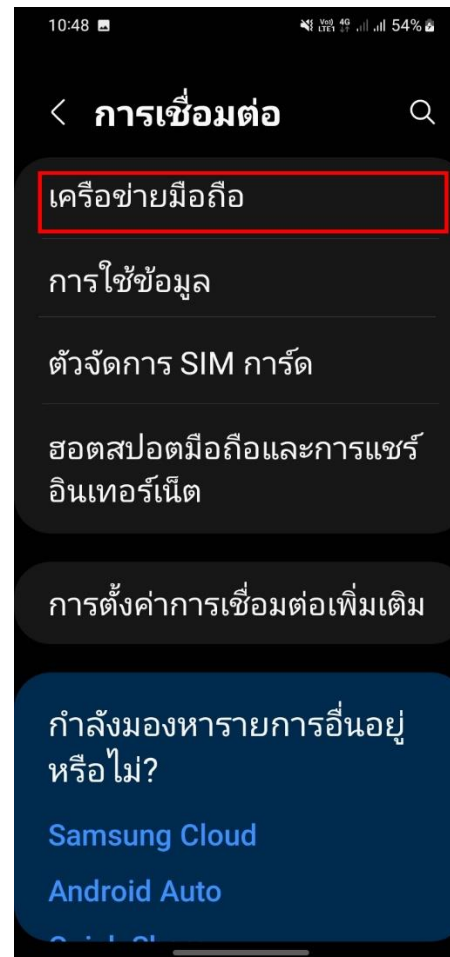 10:48 Vo) 4G 54%
LTE1
การเชื่อมต่อ
เครือข่ายมือถือ
การใช้ข้อมูล
ตัวจัดการ SIM การ์ด
ฮอตสปอตมือถือและการแชร์
อินเทอร์เน็ต
การตั้งค่าการเชื่อมต่อเพิ่มเติม
กำลังมองหารายการอื่นอยู่
หรือไม่?
Samsung Cloud
Android Auto